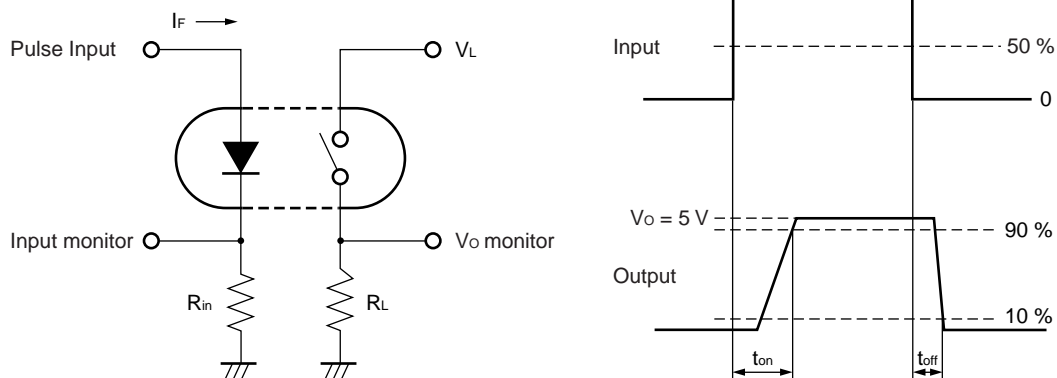 IF
Pulse Input
VL
Input monitor
VO monitor
Rin
RL
Input
50 %
0
VO = 5 V
90 %
Output
10 %
ton
toff